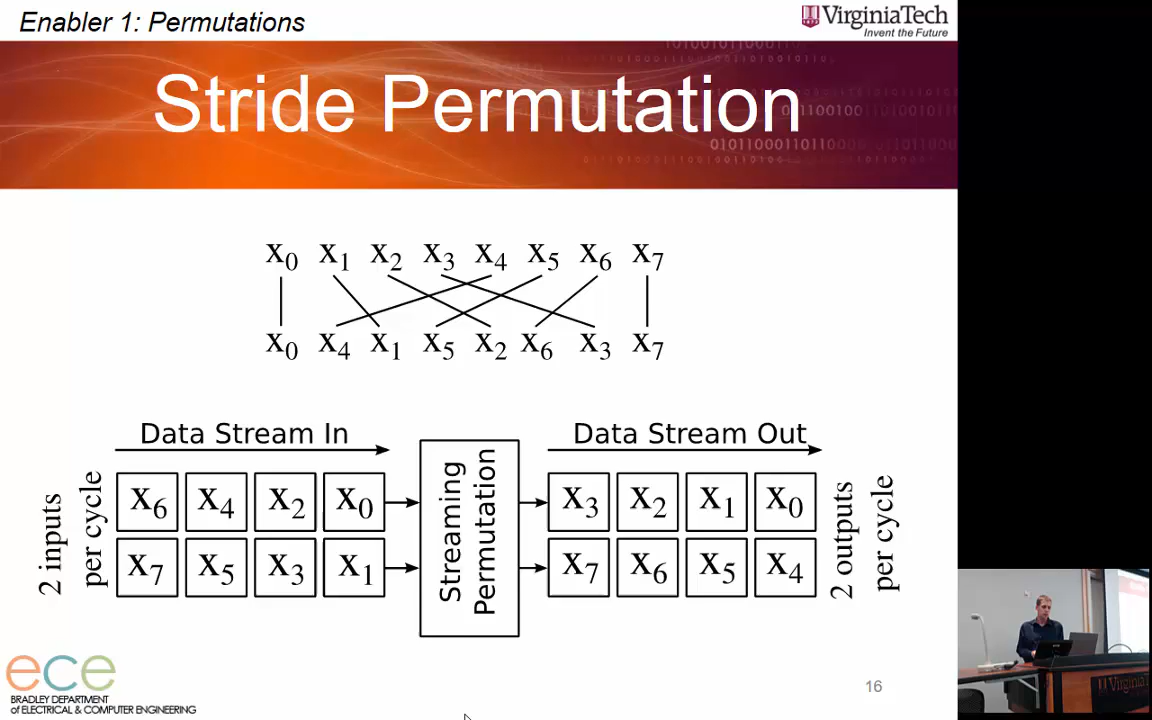 Enabler 1: Permutations
VirginiaTech
Invent the Future
Stride Permutation
x0 x1 x2 x3 x4 x5 x6 x7
x0 x4 x1 x5 x2 x6 x3 x7
Data Stream In
Data Stream Out
2 inputs
per cycle
x6 x4 x2 x0
x7 x5 x3 x1
Streaming
Permutation
x3 x2 x1 x0
x7 x6 x5 x4
2 outputs
per cycle
ece
BRADLEY DEPARTMENT
of ELECTRICAL & COMPUTER ENGINEERING
16